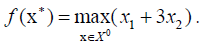 f(x*) = max(x₁ + 3x₂).
x∈X⁰